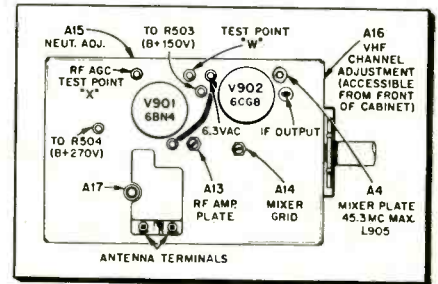 A15
NEUT. ADJ.
TO R503
(B+150V)
TEST POINT
"W"
A16
VHF
CHANNEL
ADJUSTMENT
(ACCESSIBLE
FROM FRONT
OF CABINET)
RF AGC
TEST POINT
"X"
V901
6BN4
V902
6CG8
6.3VAC
IF OUTPUT
TO R504
(B+270V)
A17
A13
RF AMP.
PLATE
A14
MIXER
GRID
A4
MIXER PLATE
45.3 MC MAX.
L905
ANTENNA TERMINALS